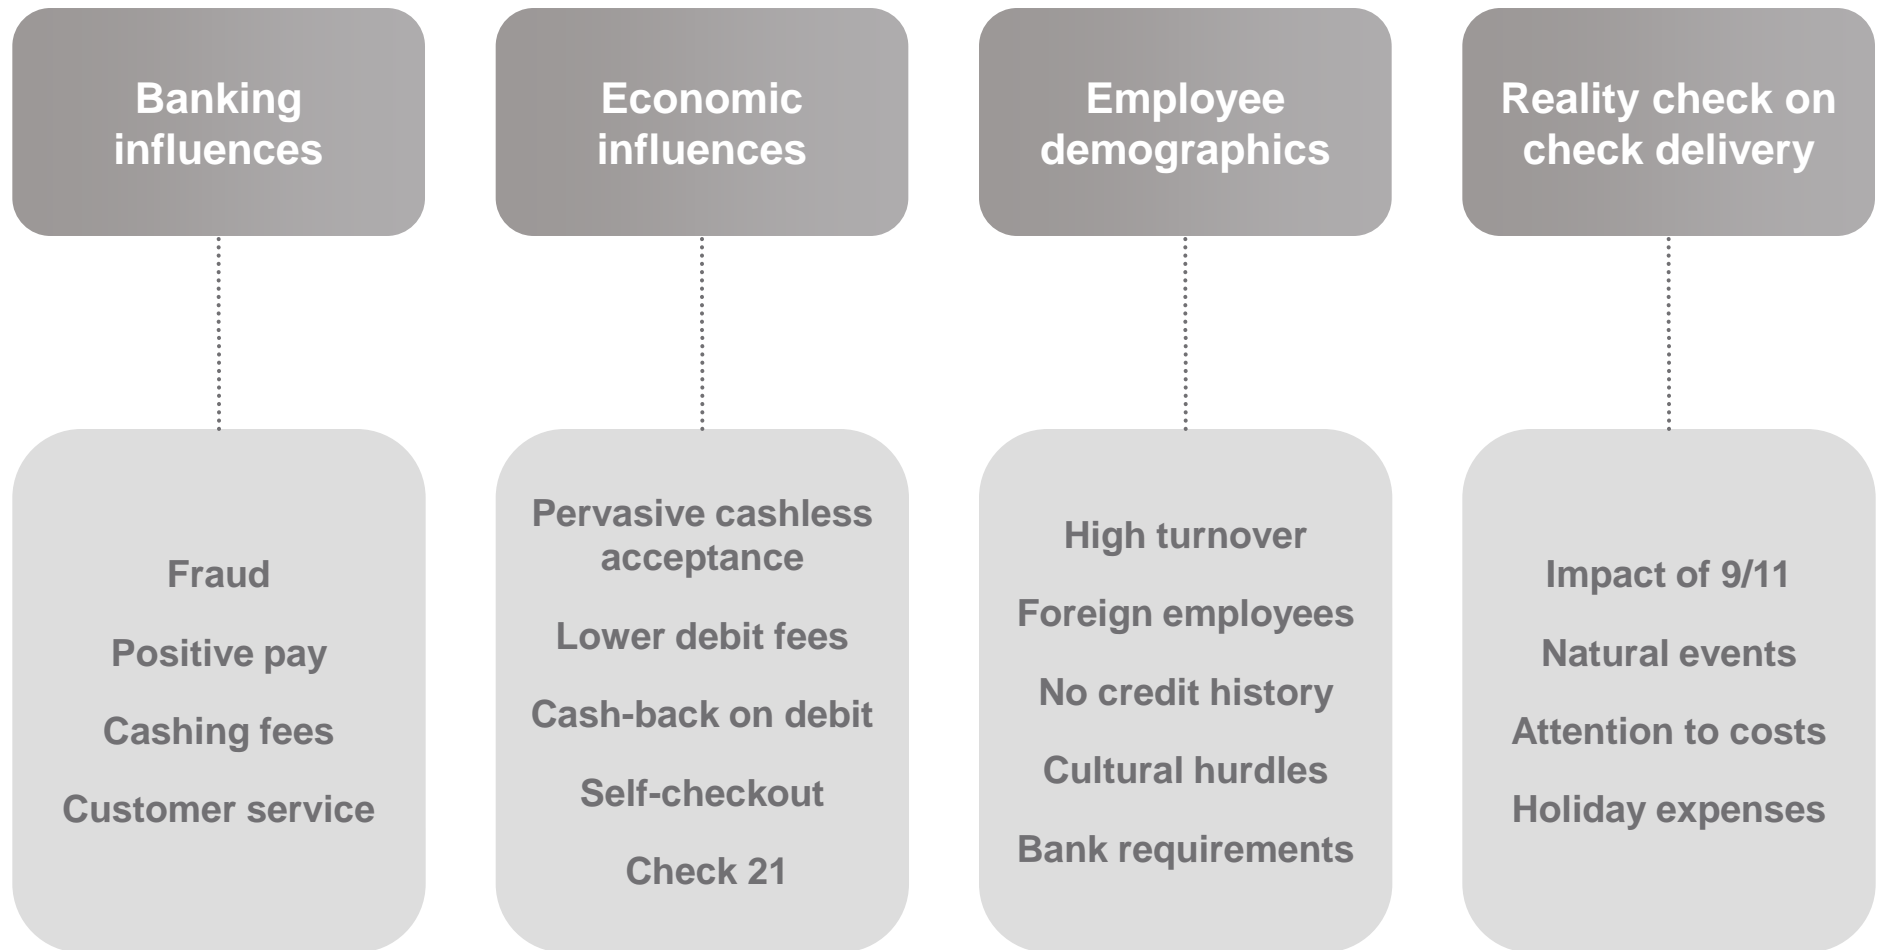 Banking
influences
Economic
influences
Employee
demographics
Reality check on
check delivery
Fraud
Positive pay
Cashing fees
Customer service
Pervasive cashless
acceptance
Lower debit fees
Cash-back on debit
Self-checkout
Check 21
High turnover
Foreign employees
No credit history
Cultural hurdles
Bank requirements
Impact of 9/11
Natural events
Attention to costs
Holiday expenses